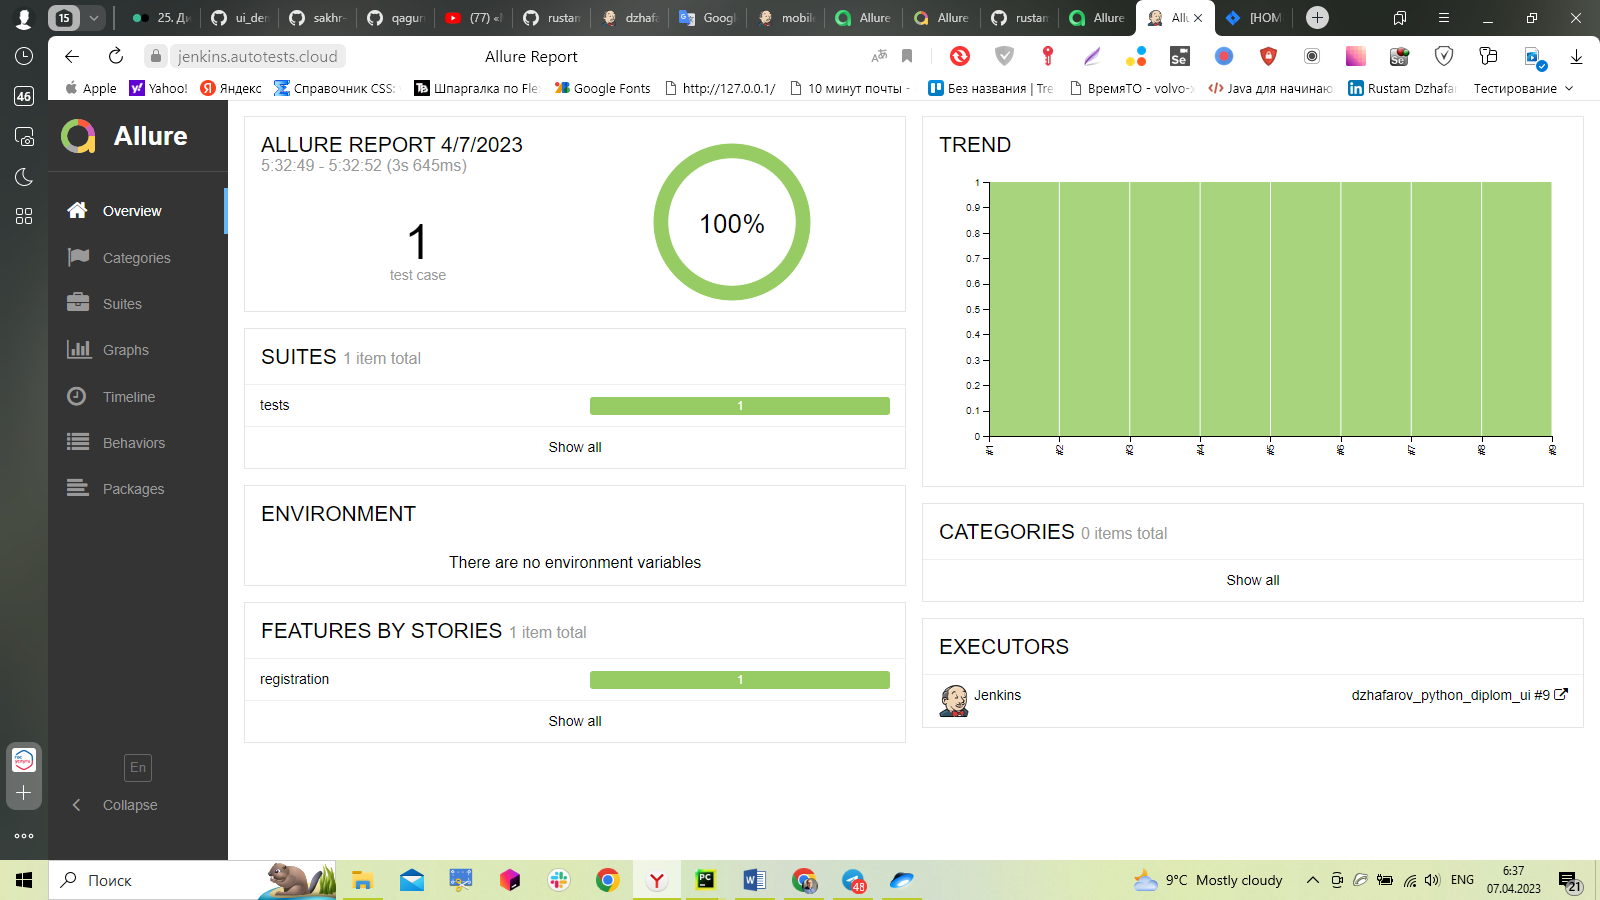 15
25. Ди
ui_den
sakhr-
qagur
(77) «I
rustam
dzhafa
Google
mobile
Allure
Allure
rustam
Allure
Allu
[HOM
jenkins.autotests.cloud
Allure Report
46
Apple
Yahoo!
Яндекс
Справочник CSS:
Шпаргалка по Fle
Google Fonts
http://127.0.0.1/
10 минут почты -
Без названия | Tre
ВремяТО - volvo-
Java для начинаю
Rustam Dzhafar
Тестирование
Allure
Overview
Categories
Suites
Graphs
Timeline
Behaviors
Packages
En
Collapse
ALLURE REPORT 4/7/2023
5:32:49 - 5:32:52 (3s 645ms)
1
test case
100%
SUITES 1 item total
tests
1
Show all
ENVIRONMENT
There are no environment variables
FEATURES BY STORIES 1 item total
registration
1
Show all
TREND
1
0.9
0.8
0.7
0.6
0.5
0.4
0.3
0.2
0.1
0
#1
#2
#3
#4
#5
#6
#7
#8
#9
CATEGORIES 0 items total
Show all
EXECUTORS
Jenkins
dzhafarov_python_diplom_ui #9
Поиск
48
9°C Mostly cloudy
ENG
6:37
07.04.2023
21